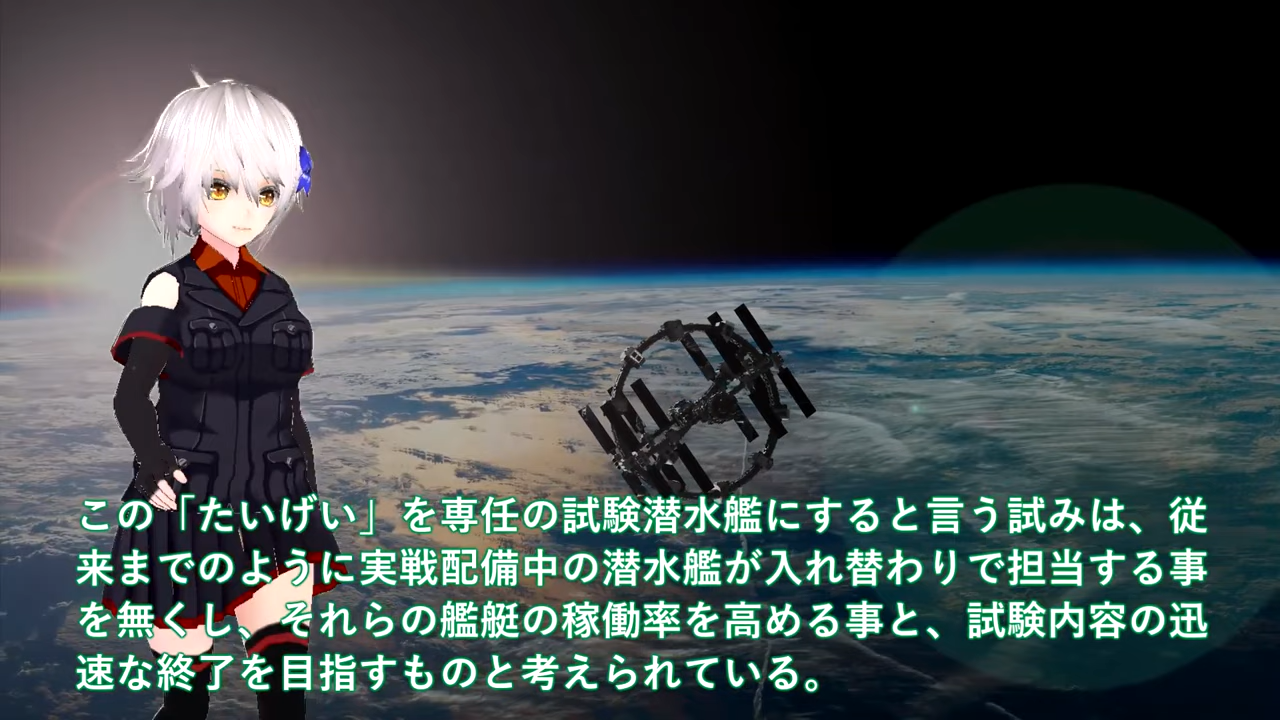 この「たいげい」を専任の試験潜水艦にすると言う試みは、従
来までのように実戦配備中の潜水艦が入れ替わりで担当する事
を無くし、それらの艦艇の稼働率を高める事と、試験内容の迅
速な終了を目指すものと考えられている。